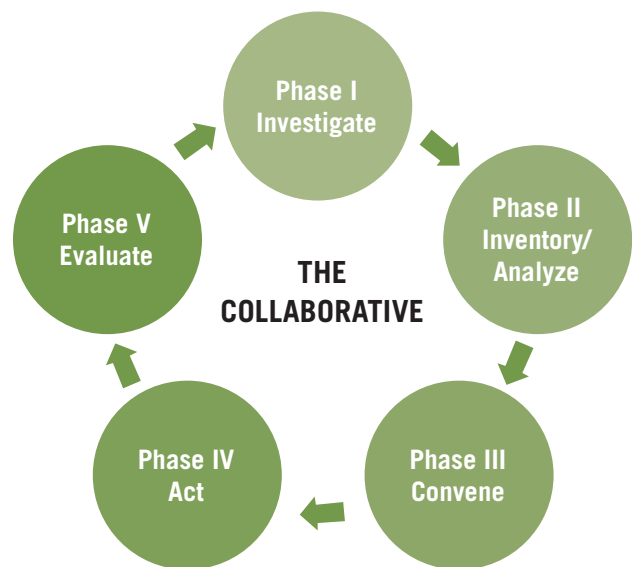 Phase I
Investigate
Phase II
Inventory/
Analyze
Phase III
Convene
Phase IV
Act
Phase V
Evaluate
THE
COLLABORATIVE